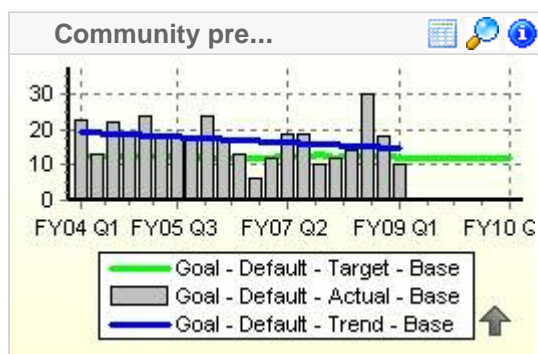 Community pre...
30
20
10
0
FY04 Q1 FY05 Q3 FY07 Q2 FY09 Q1 FY10 Q
Goal - Default - Target - Base
Goal - Default - Actual - Base
Goal - Default - Trend - Base